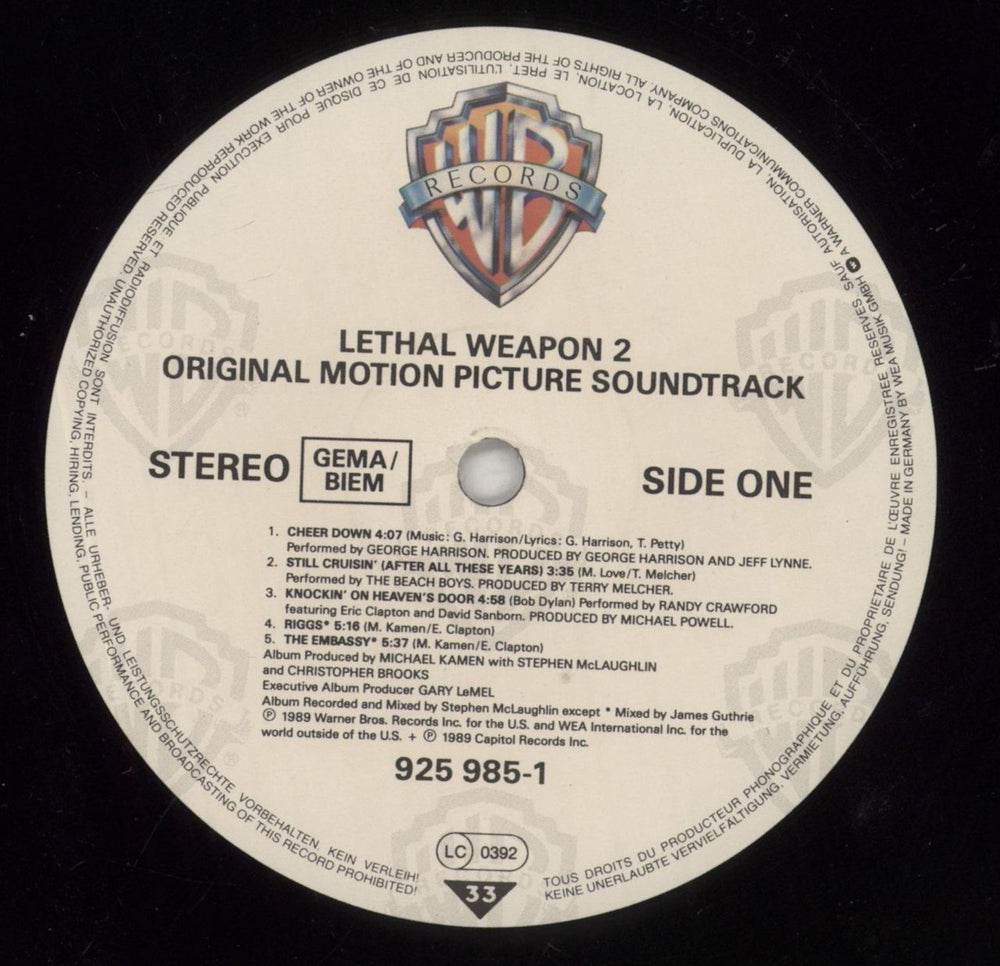 WB
RECORDS
LETHAL WEAPON 2
ORIGINAL MOTION PICTURE SOUNDTRACK
STEREO
GEMA/
BIEM
SIDE ONE
1. CHEER DOWN 4:07 (Music: G. Harrison/Lyrics: G. Harrison, T. Petty)
Performed by GEORGE HARRISON. PRODUCED BY GEORGE HARRISON AND JEFF LYNNE.
2. STILL CRUISIN' (AFTER ALL THESE YEARS) 3:35 (M. Love/T. Melcher)
Performed by THE BEACH BOYS. PRODUCED BY TERRY MELCHER.
3. KNOCKIN' ON HEAVEN'S DOOR 4:58 (Bob Dylan) Performed by RANDY CRAWFORD
featuring Eric Clapton and David Sanborn. PRODUCED BY MICHAEL POWELL.
4. RIGGS* 5:16 (M. Kamen/E. Clapton)
5. THE EMBASSY* 5:37 (M. Kamen/E. Clapton)
Album Produced by MICHAEL KAMEN with STEPHEN McLAUGHLIN
and CHRISTOPHER BROOKS
Executive Album Producer GARY LeMEL
Album Recorded and Mixed by Stephen McLaughlin except * Mixed by James Guthrie
℗ 1989 Warner Bros. Records Inc. for the U.S. and WEA International Inc. for the
world outside of the U.S. + ℗ 1989 Capitol Records Inc.
925 985-1
LC 0392
33
TOUS DROITS DU PRODUCTEUR PHONOGRAPHIQUE ET DU PROPRIETAIRE DE L'ŒUVRE ENREGISTREE RESERVES. SAUF AUTORISATION, LA DUPLICATION, LA LOCATION, LE PRET, L'UTILISATION DE CE DISQUE POUR EXECUTION PUBLIQUE ET RADIODIFFUSION SONT INTERDITS – ALLE URHEBER- UND LEISTUNGSSCHUTZRECHTE VORBEHALTEN. KEIN VERLEIH!
KEINE UNERLAUBTE VERVIELFÄLTIGUNG, VERMIETUNG, AUFFÜHRUNG, SENDUNG! – MADE IN GERMANY BY WEA MUSIK GMBH A WARNER COMMUNICATIONS COMPANY. ALL RIGHTS OF THE PRODUCER AND OF THE OWNER OF THE WORK REPRODUCED RESERVED. UNAUTHORIZED COPYING, HIRING, LENDING, PUBLIC PERFORMANCE AND BROADCASTING OF THIS RECORD PROHIBITED!